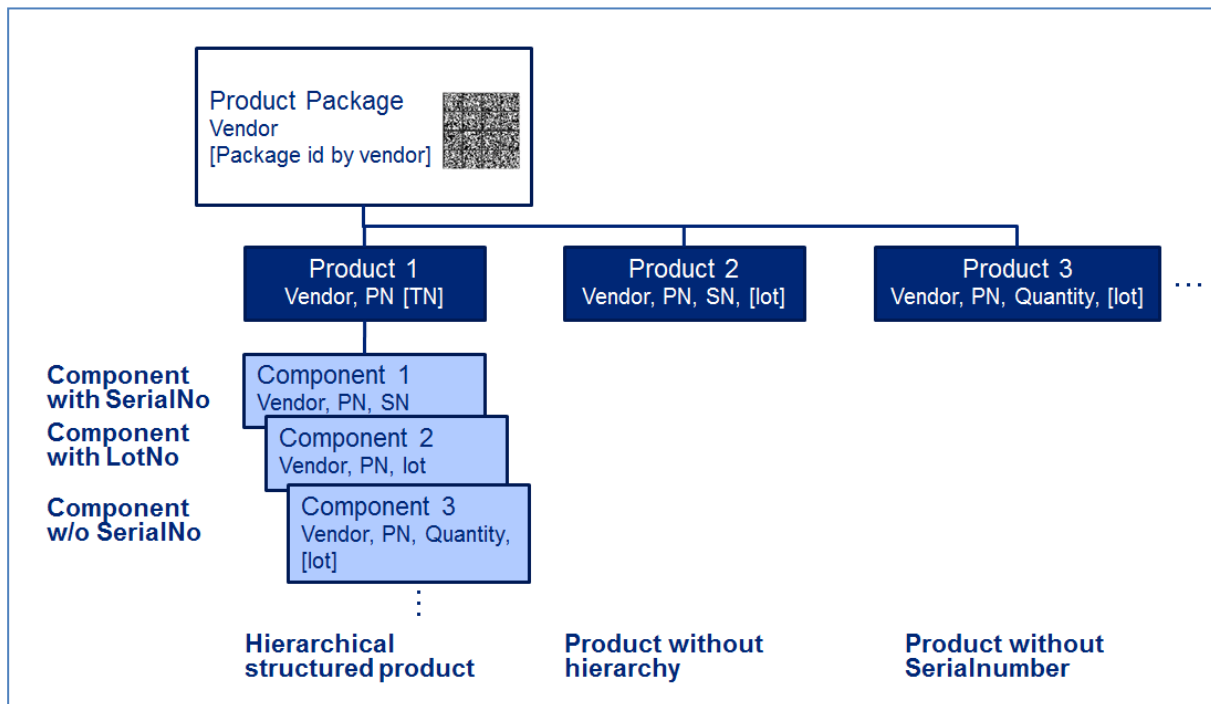 Product Package
Vendor
[Package id by vendor]
Product 1
Vendor, PN [TN]
Product 2
Vendor, PN, SN, [lot]
Product 3
Vendor, PN, Quantity, [lot]
...
Component
with SerialNo
Component 1
Vendor, PN, SN
Component
with LotNo
Component 2
Vendor, PN, lot
Component
w/o SerialNo
Component 3
Vendor, PN, Quantity,
[lot]
...
Hierarchical
structured product
Product without
hierarchy
Product without
Serialnumber